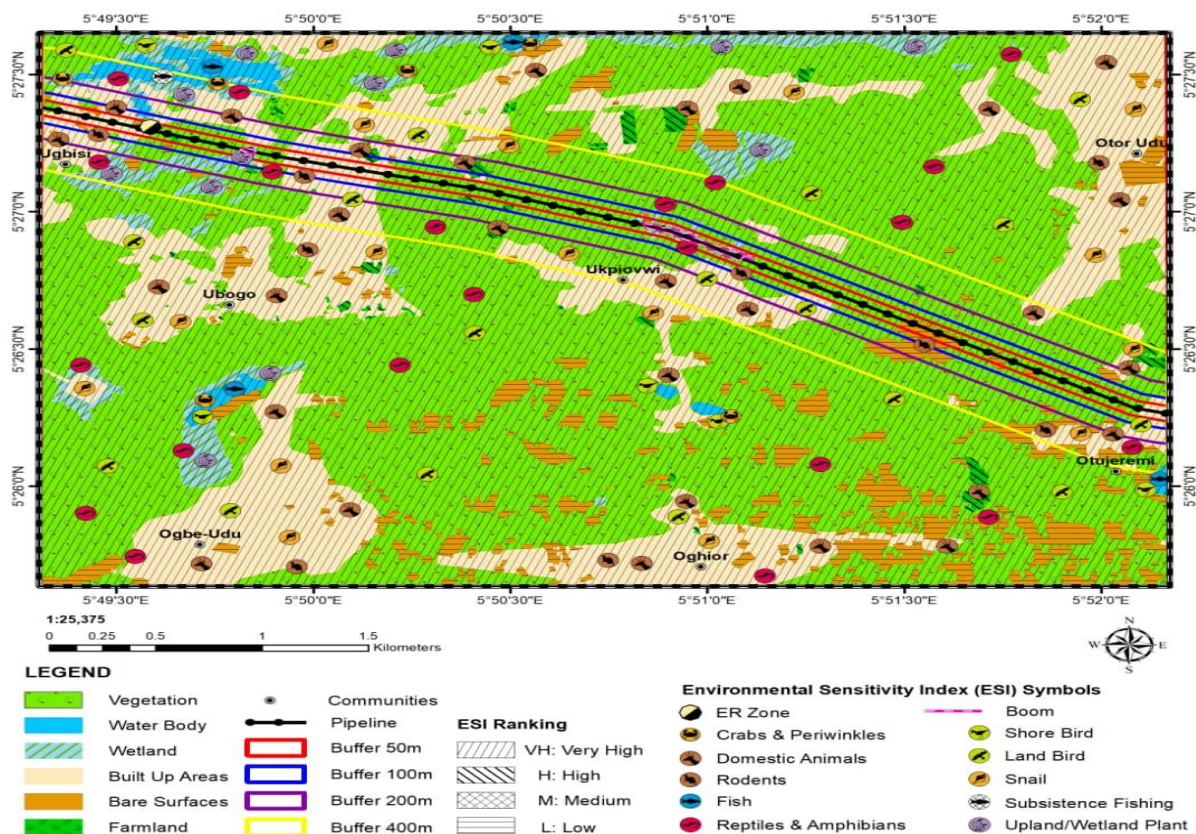 5°49'30"E 5°50'0"E 5°50'30"E 5°51'0"E 5°51'30"E 5°52'0"E
5°27'30"N 5°27'30"N
Otor Udu
Ugbisi
5°27'0"N 5°27'0"N
Ukpiovwi
Ubogo
5°26'30"N 5°26'30"N
Otujeremi
5°26'0"N 5°26'0"N
Ogbe-Udu
Oghior
5°49'30"E 5°50'0"E 5°50'30"E 5°51'0"E 5°51'30"E 5°52'0"E
1:25,375
0 0.25 0.5 1 1.5
Kilometers
N
W E
S
LEGEND
Vegetation
Water Body
Wetland
Built Up Areas
Bare Surfaces
Farmland
Communities
Pipeline
Buffer 50m
Buffer 100m
Buffer 200m
Buffer 400m
ESI Ranking
VH: Very High
H: High
M: Medium
L: Low
Environmental Sensitivity Index (ESI) Symbols
ER Zone
Crabs & Periwinkles
Domestic Animals
Rodents
Fish
Reptiles & Amphibians
Boom
Shore Bird
Land Bird
Snail
Subsistence Fishing
Upland/Wetland Plant